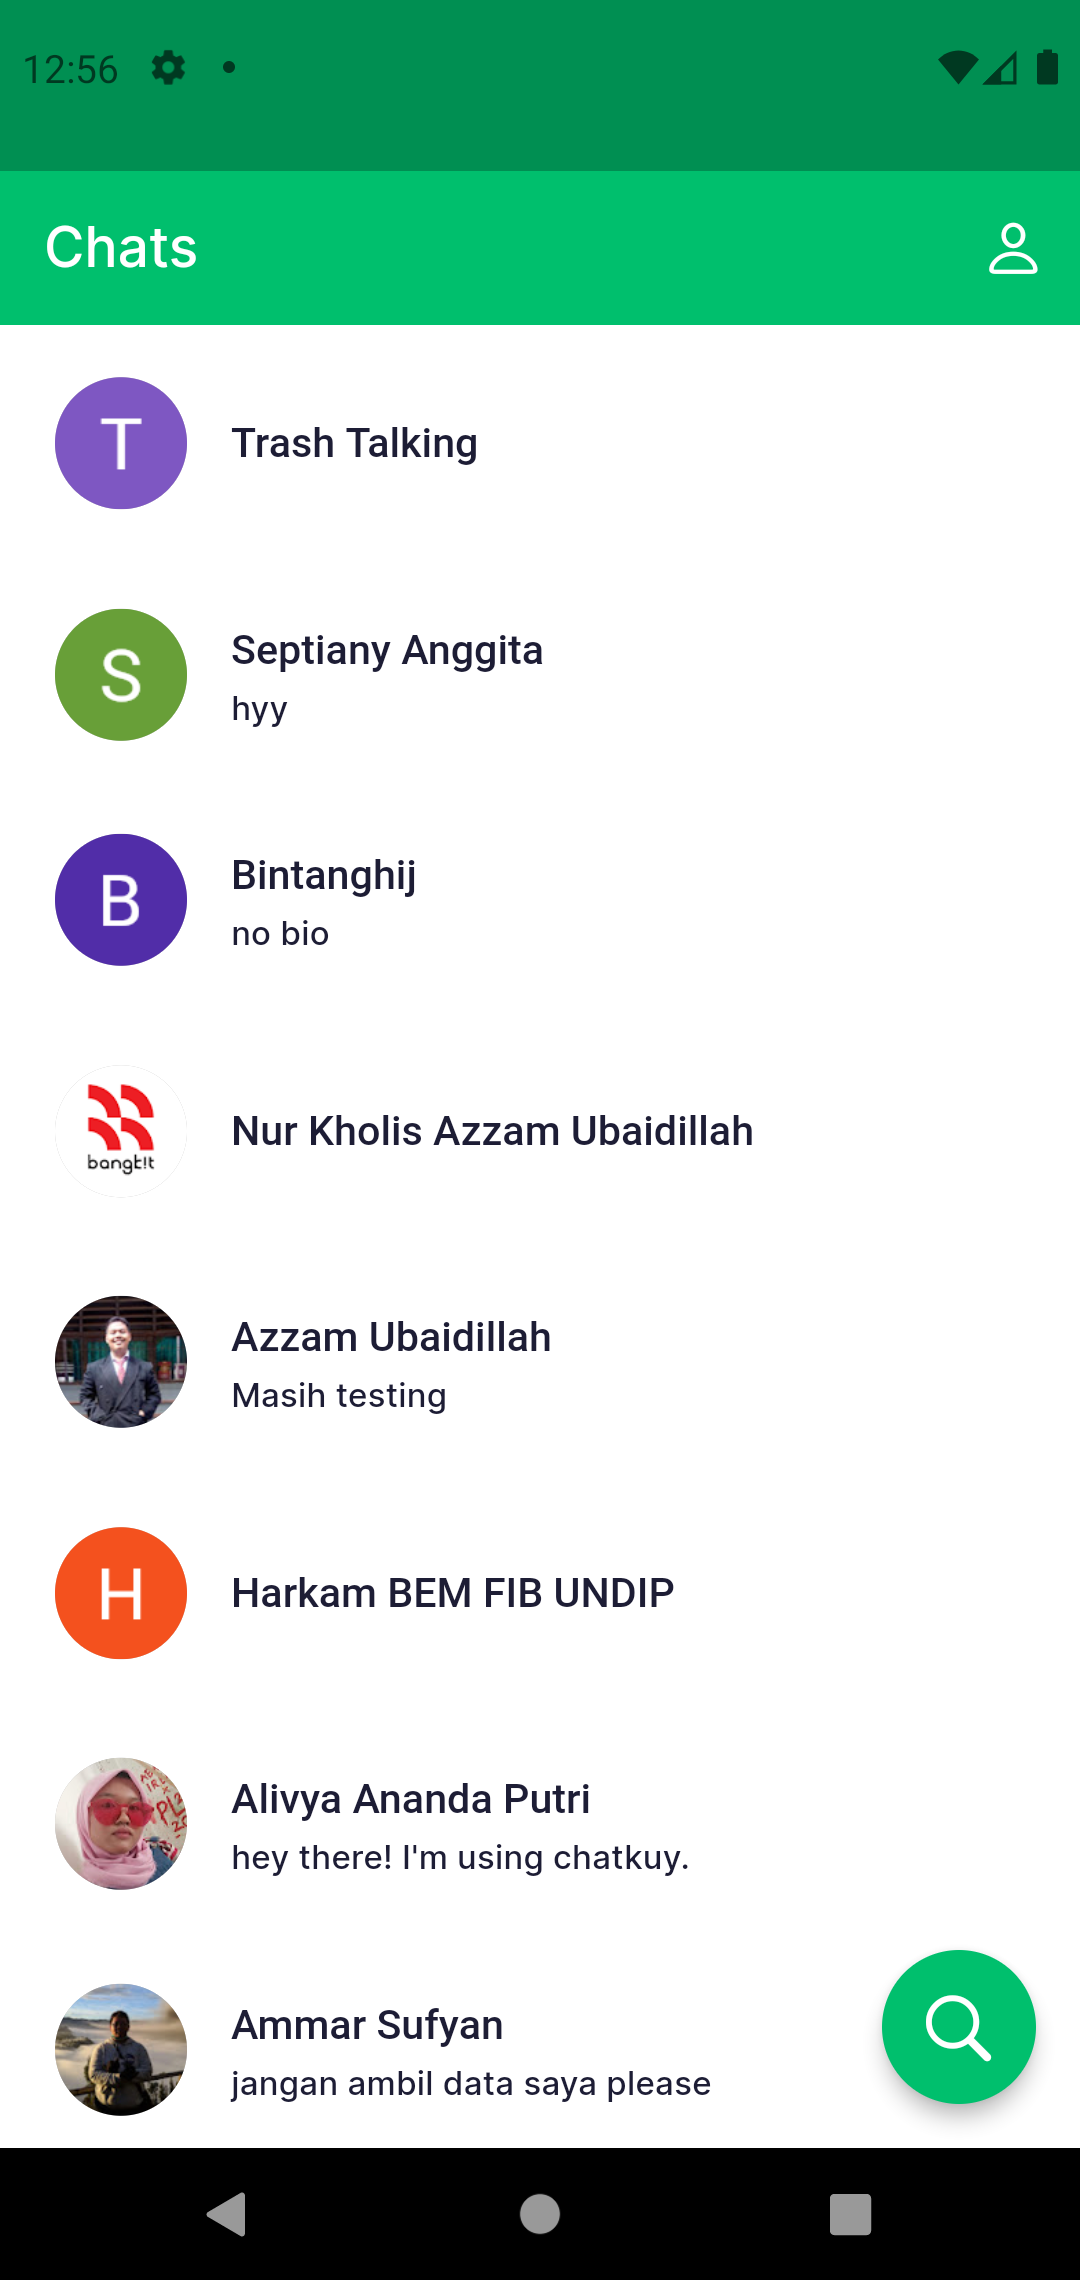 12:56
Chats
T
Trash Talking
S
Septiany Anggita
hyy
B
Bintanghij
no bio
bangk!t
Nur Kholis Azzam Ubaidillah
Azzam Ubaidillah
Masih testing
H
Harkam BEM FIB UNDIP
Alivya Ananda Putri
hey there! I'm using chatkuy.
Ammar Sufyan
jangan ambil data saya please